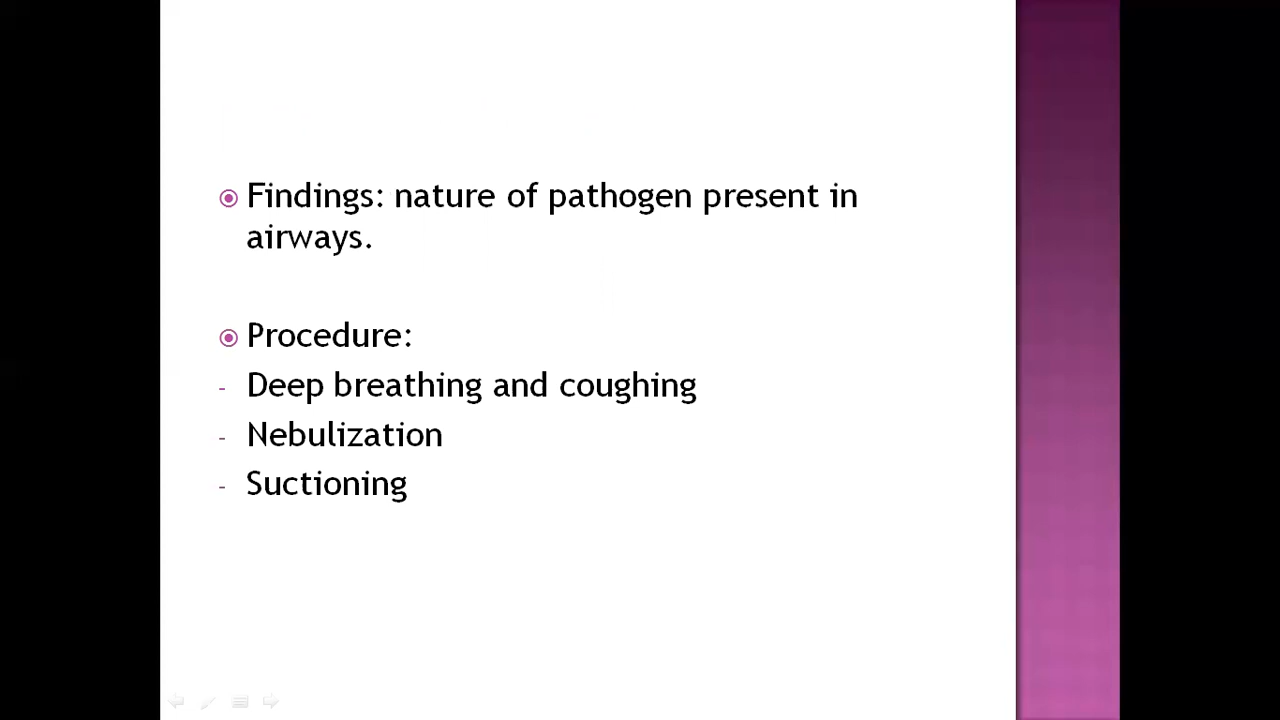 Findings: nature of pathogen present in
airways.
Procedure:
- Deep breathing and coughing
- Nebulization
- Suctioning